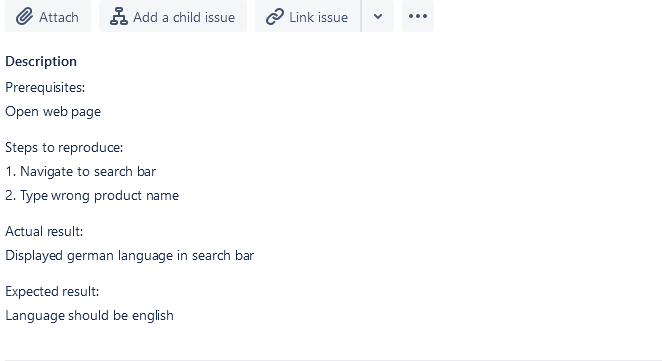 Attach
Add a child issue
Link issue
Description
Prerequisites:
Open web page
Steps to reproduce:
1. Navigate to search bar
2. Type wrong product name
Actual result:
Displayed german language in search bar
Expected result:
Language should be english